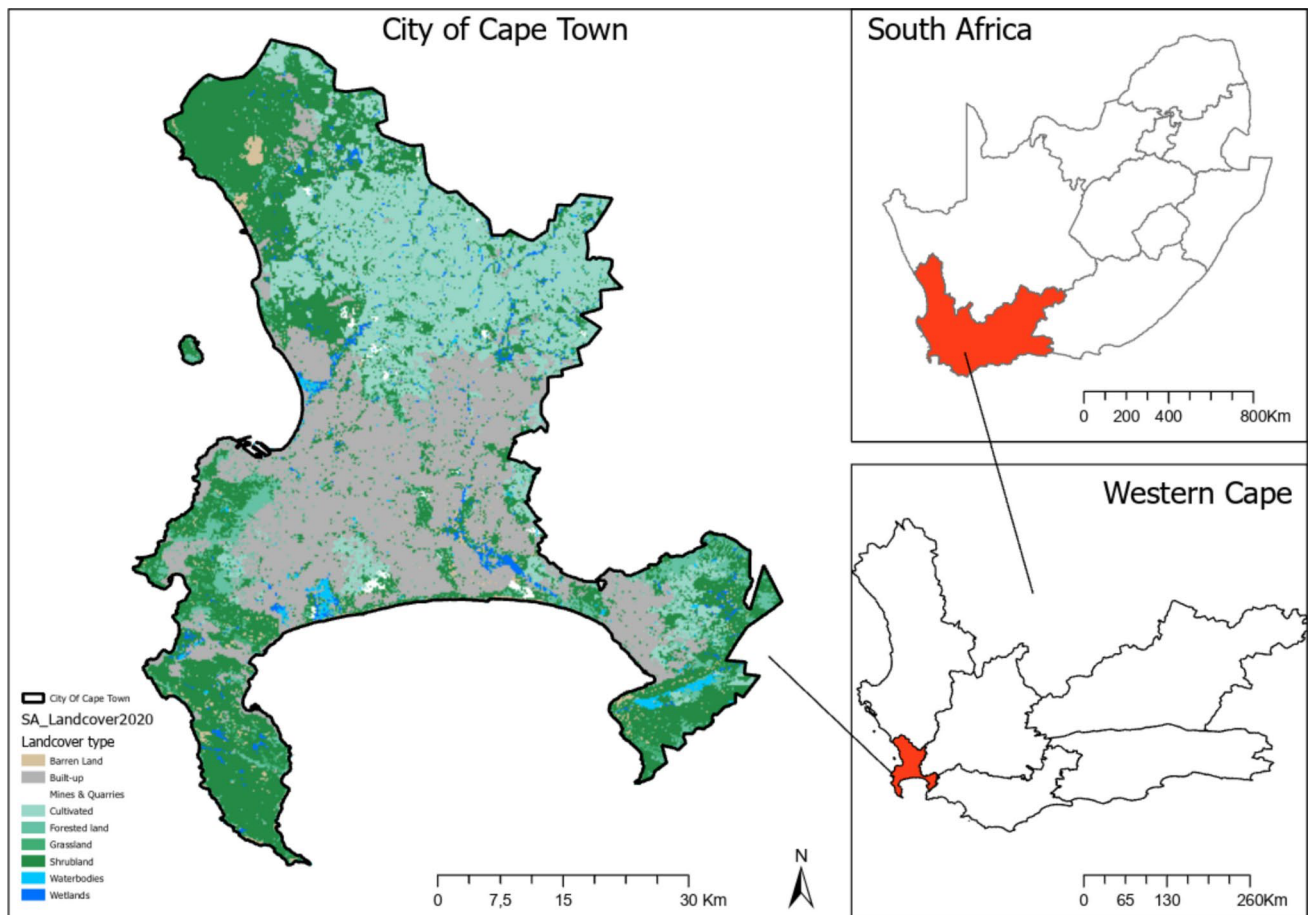 City of Cape Town
South Africa
0 200 400 800Km
Western Cape
City Of Cape Town
SA_Landcover2020
Landcover type
Barren Land
Built-up
Mines & Quarries
Cultivated
Forested land
Grassland
Shrubland
Waterbodies
Wetlands
0 7,5 15 30 Km
N
0 65 130 260Km